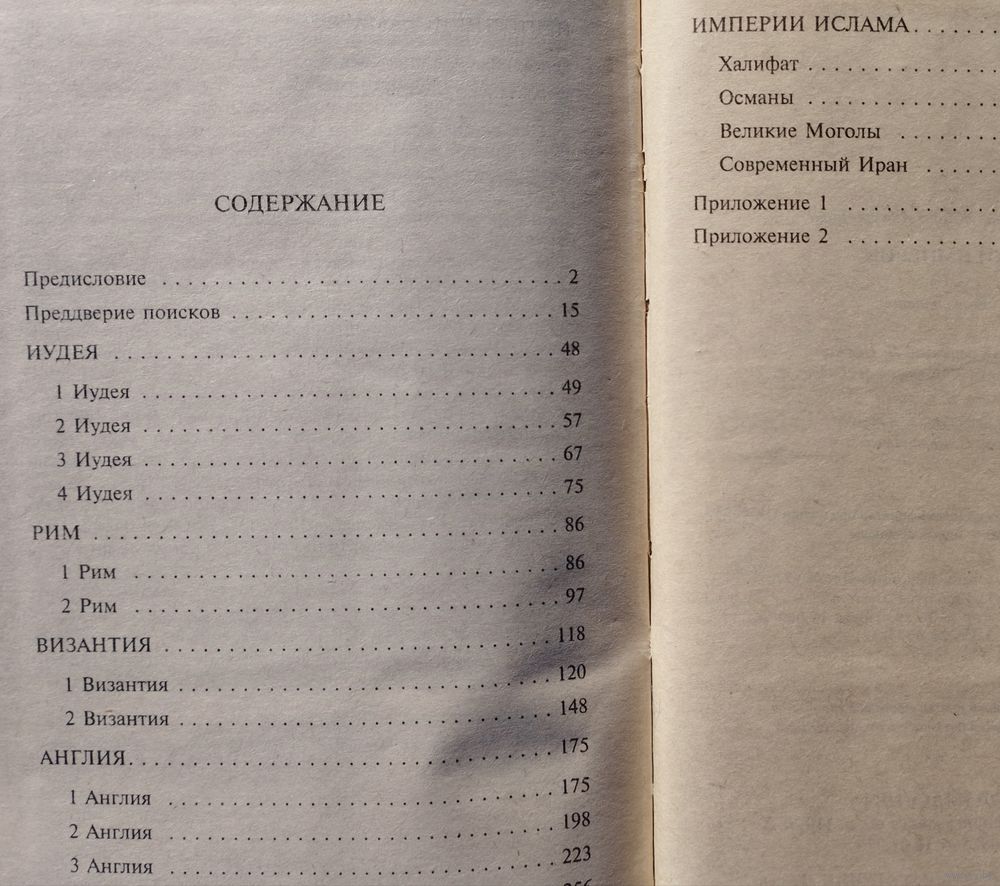 СОДЕРЖАНИЕ
Предисловие . . . . . . . . . . . . . . . . . . . . . . . . . . . . . . 2
Преддверие поисков . . . . . . . . . . . . . . . . . . . . . . . . 15
ИУДЕЯ . . . . . . . . . . . . . . . . . . . . . . . . . . . . . . . . . 48
1 Иудея . . . . . . . . . . . . . . . . . . . . . . . . . . . . . . . 49
2 Иудея . . . . . . . . . . . . . . . . . . . . . . . . . . . . . . . 57
3 Иудея . . . . . . . . . . . . . . . . . . . . . . . . . . . . . . . 67
4 Иудея . . . . . . . . . . . . . . . . . . . . . . . . . . . . . . . 75
РИМ . . . . . . . . . . . . . . . . . . . . . . . . . . . . . . . . . . 86
1 Рим . . . . . . . . . . . . . . . . . . . . . . . . . . . . . . . . 86
2 Рим . . . . . . . . . . . . . . . . . . . . . . . . . . . . . . . . 97
ВИЗАНТИЯ . . . . . . . . . . . . . . . . . . . . . . . . . . . . . 118
1 Византия . . . . . . . . . . . . . . . . . . . . . . . . . . . . 120
2 Византия . . . . . . . . . . . . . . . . . . . . . . . . . . . . 148
АНГЛИЯ . . . . . . . . . . . . . . . . . . . . . . . . . . . . . . . 175
1 Англия . . . . . . . . . . . . . . . . . . . . . . . . . . . . . 175
2 Англия . . . . . . . . . . . . . . . . . . . . . . . . . . . . . 198
3 Англия . . . . . . . . . . . . . . . . . . . . . . . . . . . . . 223
ИМПЕРИИ ИСЛАМА . . . . . . .
Халифат . . . . . . . . . . . . . . .
Османы . . . . . . . . . . . . . . .
Великие Моголы . . . . . . . .
Современный Иран . . . . . .
Приложение 1 . . . . . . . . . . . .
Приложение 2 . . . . . . . . . . . .